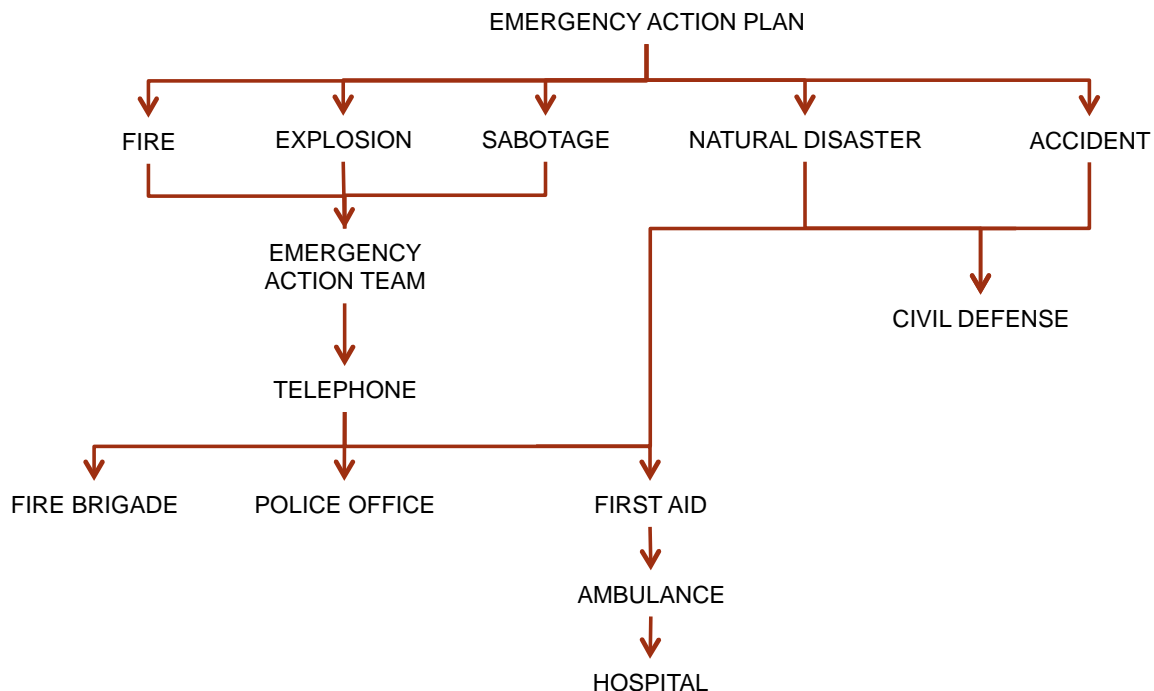 EMERGENCY ACTION PLAN
FIRE
EXPLOSION
SABOTAGE
NATURAL DISASTER
ACCIDENT
EMERGENCY
ACTION TEAM
CIVIL DEFENSE
TELEPHONE
FIRE BRIGADE
POLICE OFFICE
FIRST AID
AMBULANCE
HOSPITAL